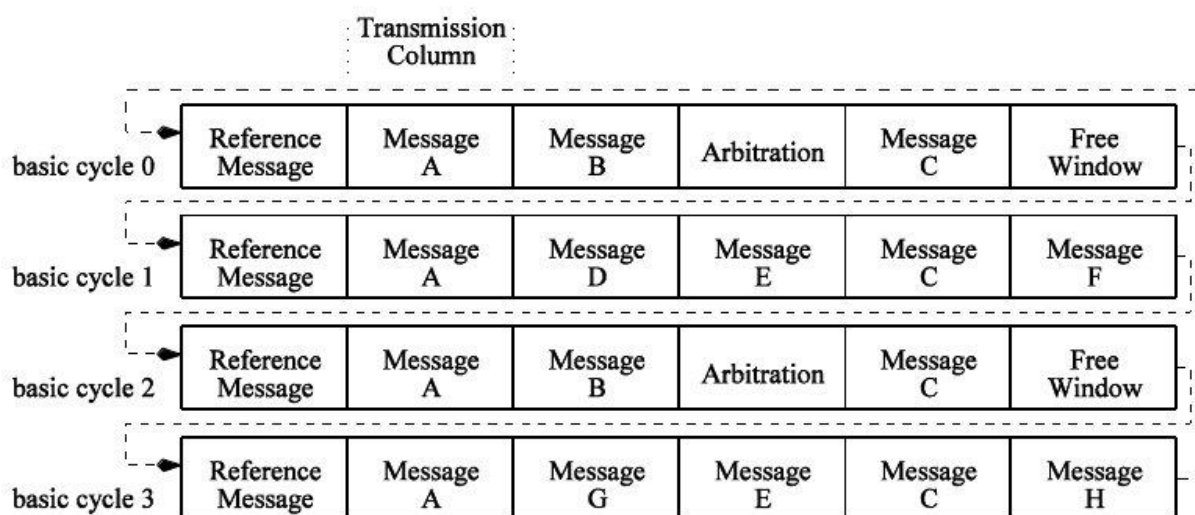 Transmission
Column
basic cycle 0
Reference
Message
Message
A
Message
B
Arbitration
Message
C
Free
Window
basic cycle 1
Reference
Message
Message
A
Message
D
Message
E
Message
C
Message
F
basic cycle 2
Reference
Message
Message
A
Message
B
Arbitration
Message
C
Free
Window
basic cycle 3
Reference
Message
Message
A
Message
G
Message
E
Message
C
Message
H